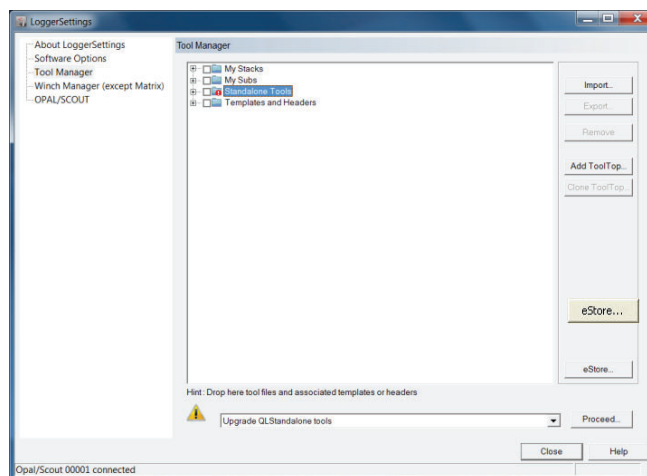 LoggerSettings
About LoggerSettings
Software Options
Tool Manager
Winch Manager (except Matrix)
OPAL/SCOUT
Tool Manager
My Stacks
My Subs
Standalone Tools
Templates and Headers
Import...
Export...
Remove
Add ToolTop...
Clone ToolTop...
eStore...
eStore...
Hint: Drop here tool files and associated templates or headers
Upgrade QLStandalone tools
Proceed...
Close
Help
Opal/Scout 00001 connected